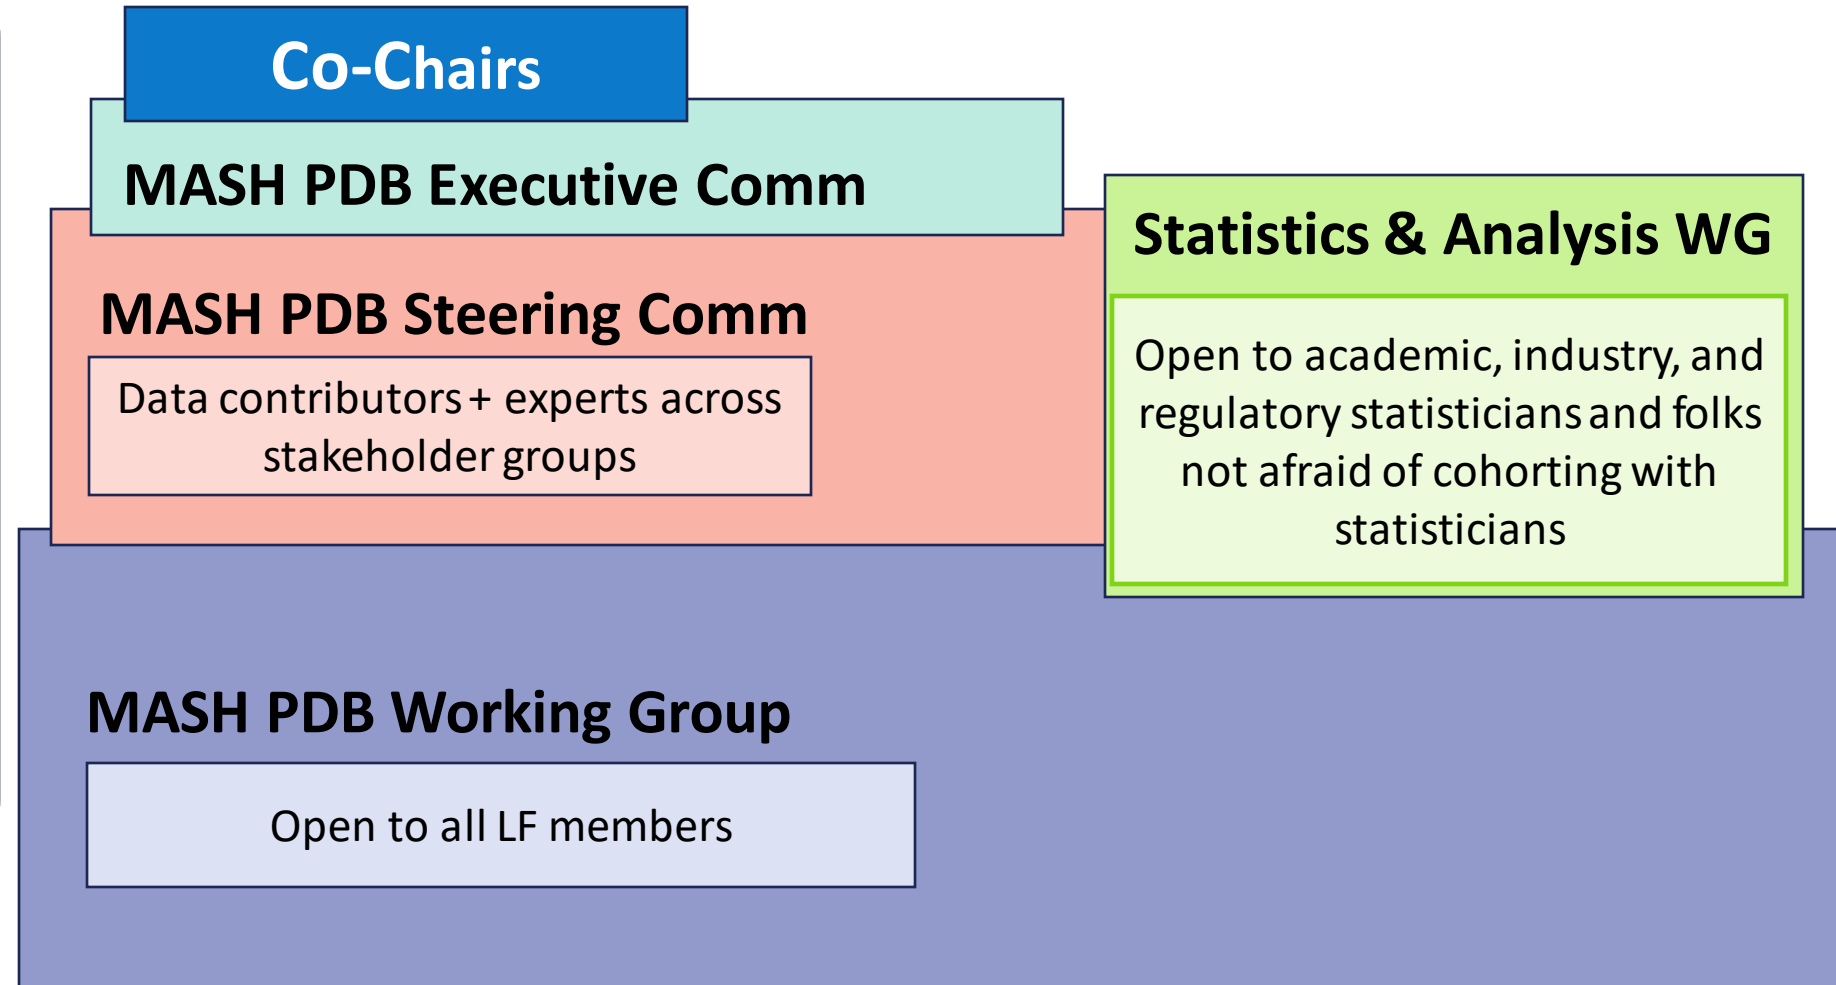 Co-Chairs
MASH PDB Executive Comm
MASH PDB Steering Comm
Data contributors + experts across
stakeholder groups
Statistics & Analysis WG
Open to academic, industry, and
regulatory statisticians and folks
not afraid of cohorting with
statisticians
MASH PDB Working Group
Open to all LF members